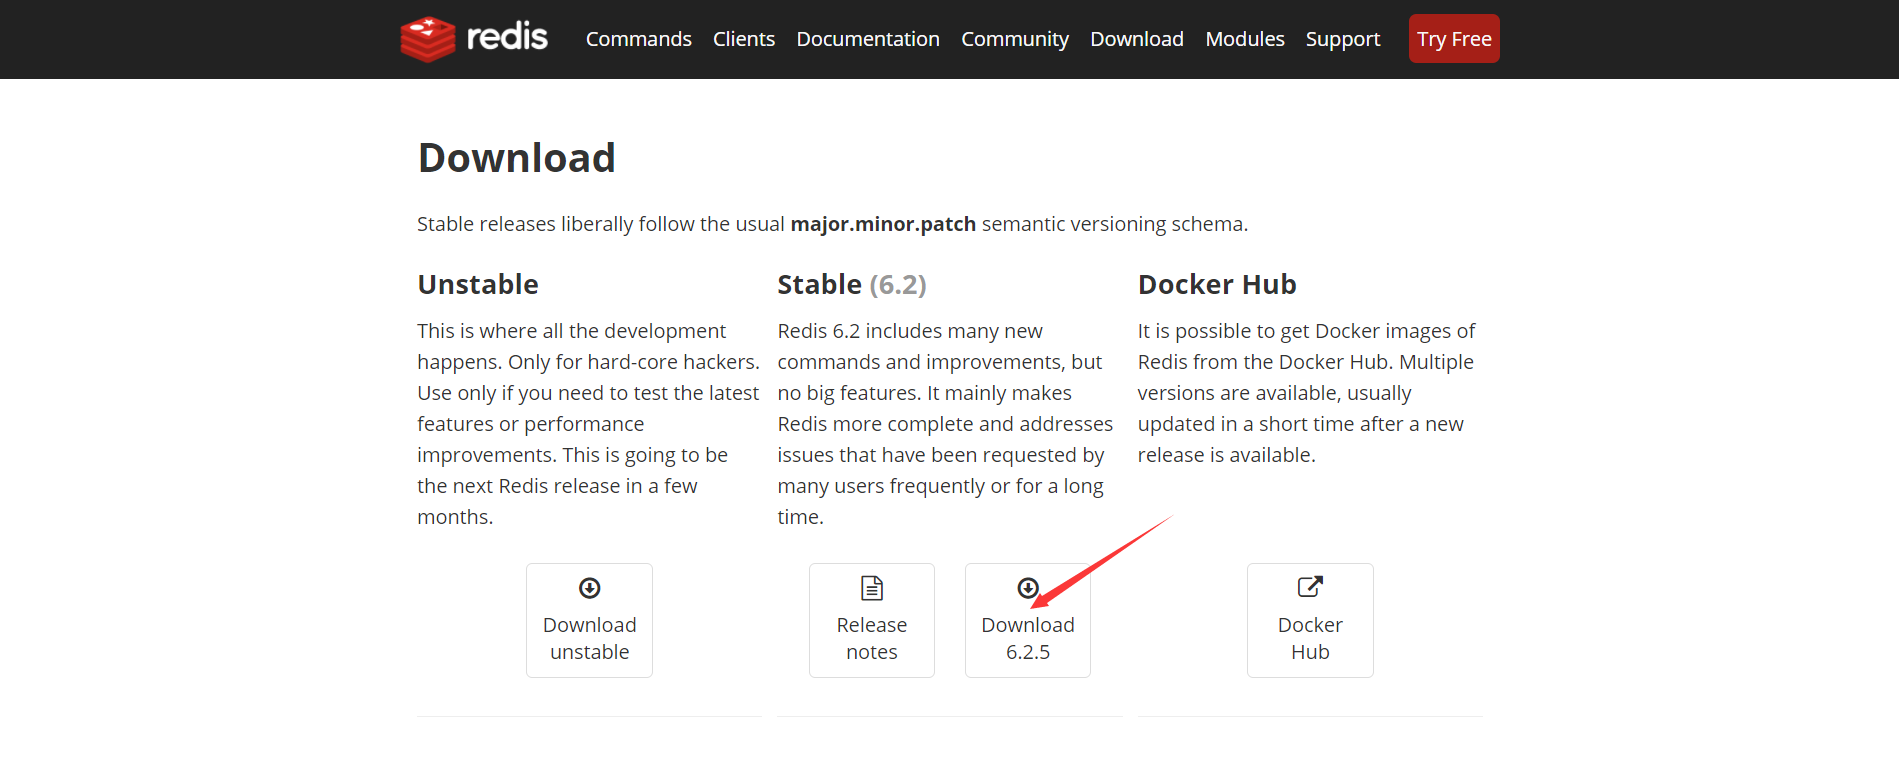 redis Commands Clients Documentation Community Download Modules Support Try Free
Download
Stable releases liberally follow the usual major.minor.patch semantic versioning schema.
Unstable
This is where all the development
happens. Only for hard-core hackers.
Use only if you need to test the latest
features or performance
improvements. This is going to be
the next Redis release in a few
months.
Download
unstable
Stable (6.2)
Redis 6.2 includes many new
commands and improvements, but
no big features. It mainly makes
Redis more complete and addresses
issues that have been requested by
many users frequently or for a long
time.
Release
notes
Download
6.2.5
Docker Hub
It is possible to get Docker images of
Redis from the Docker Hub. Multiple
versions are available, usually
updated in a short time after a new
release is available.
Docker
Hub